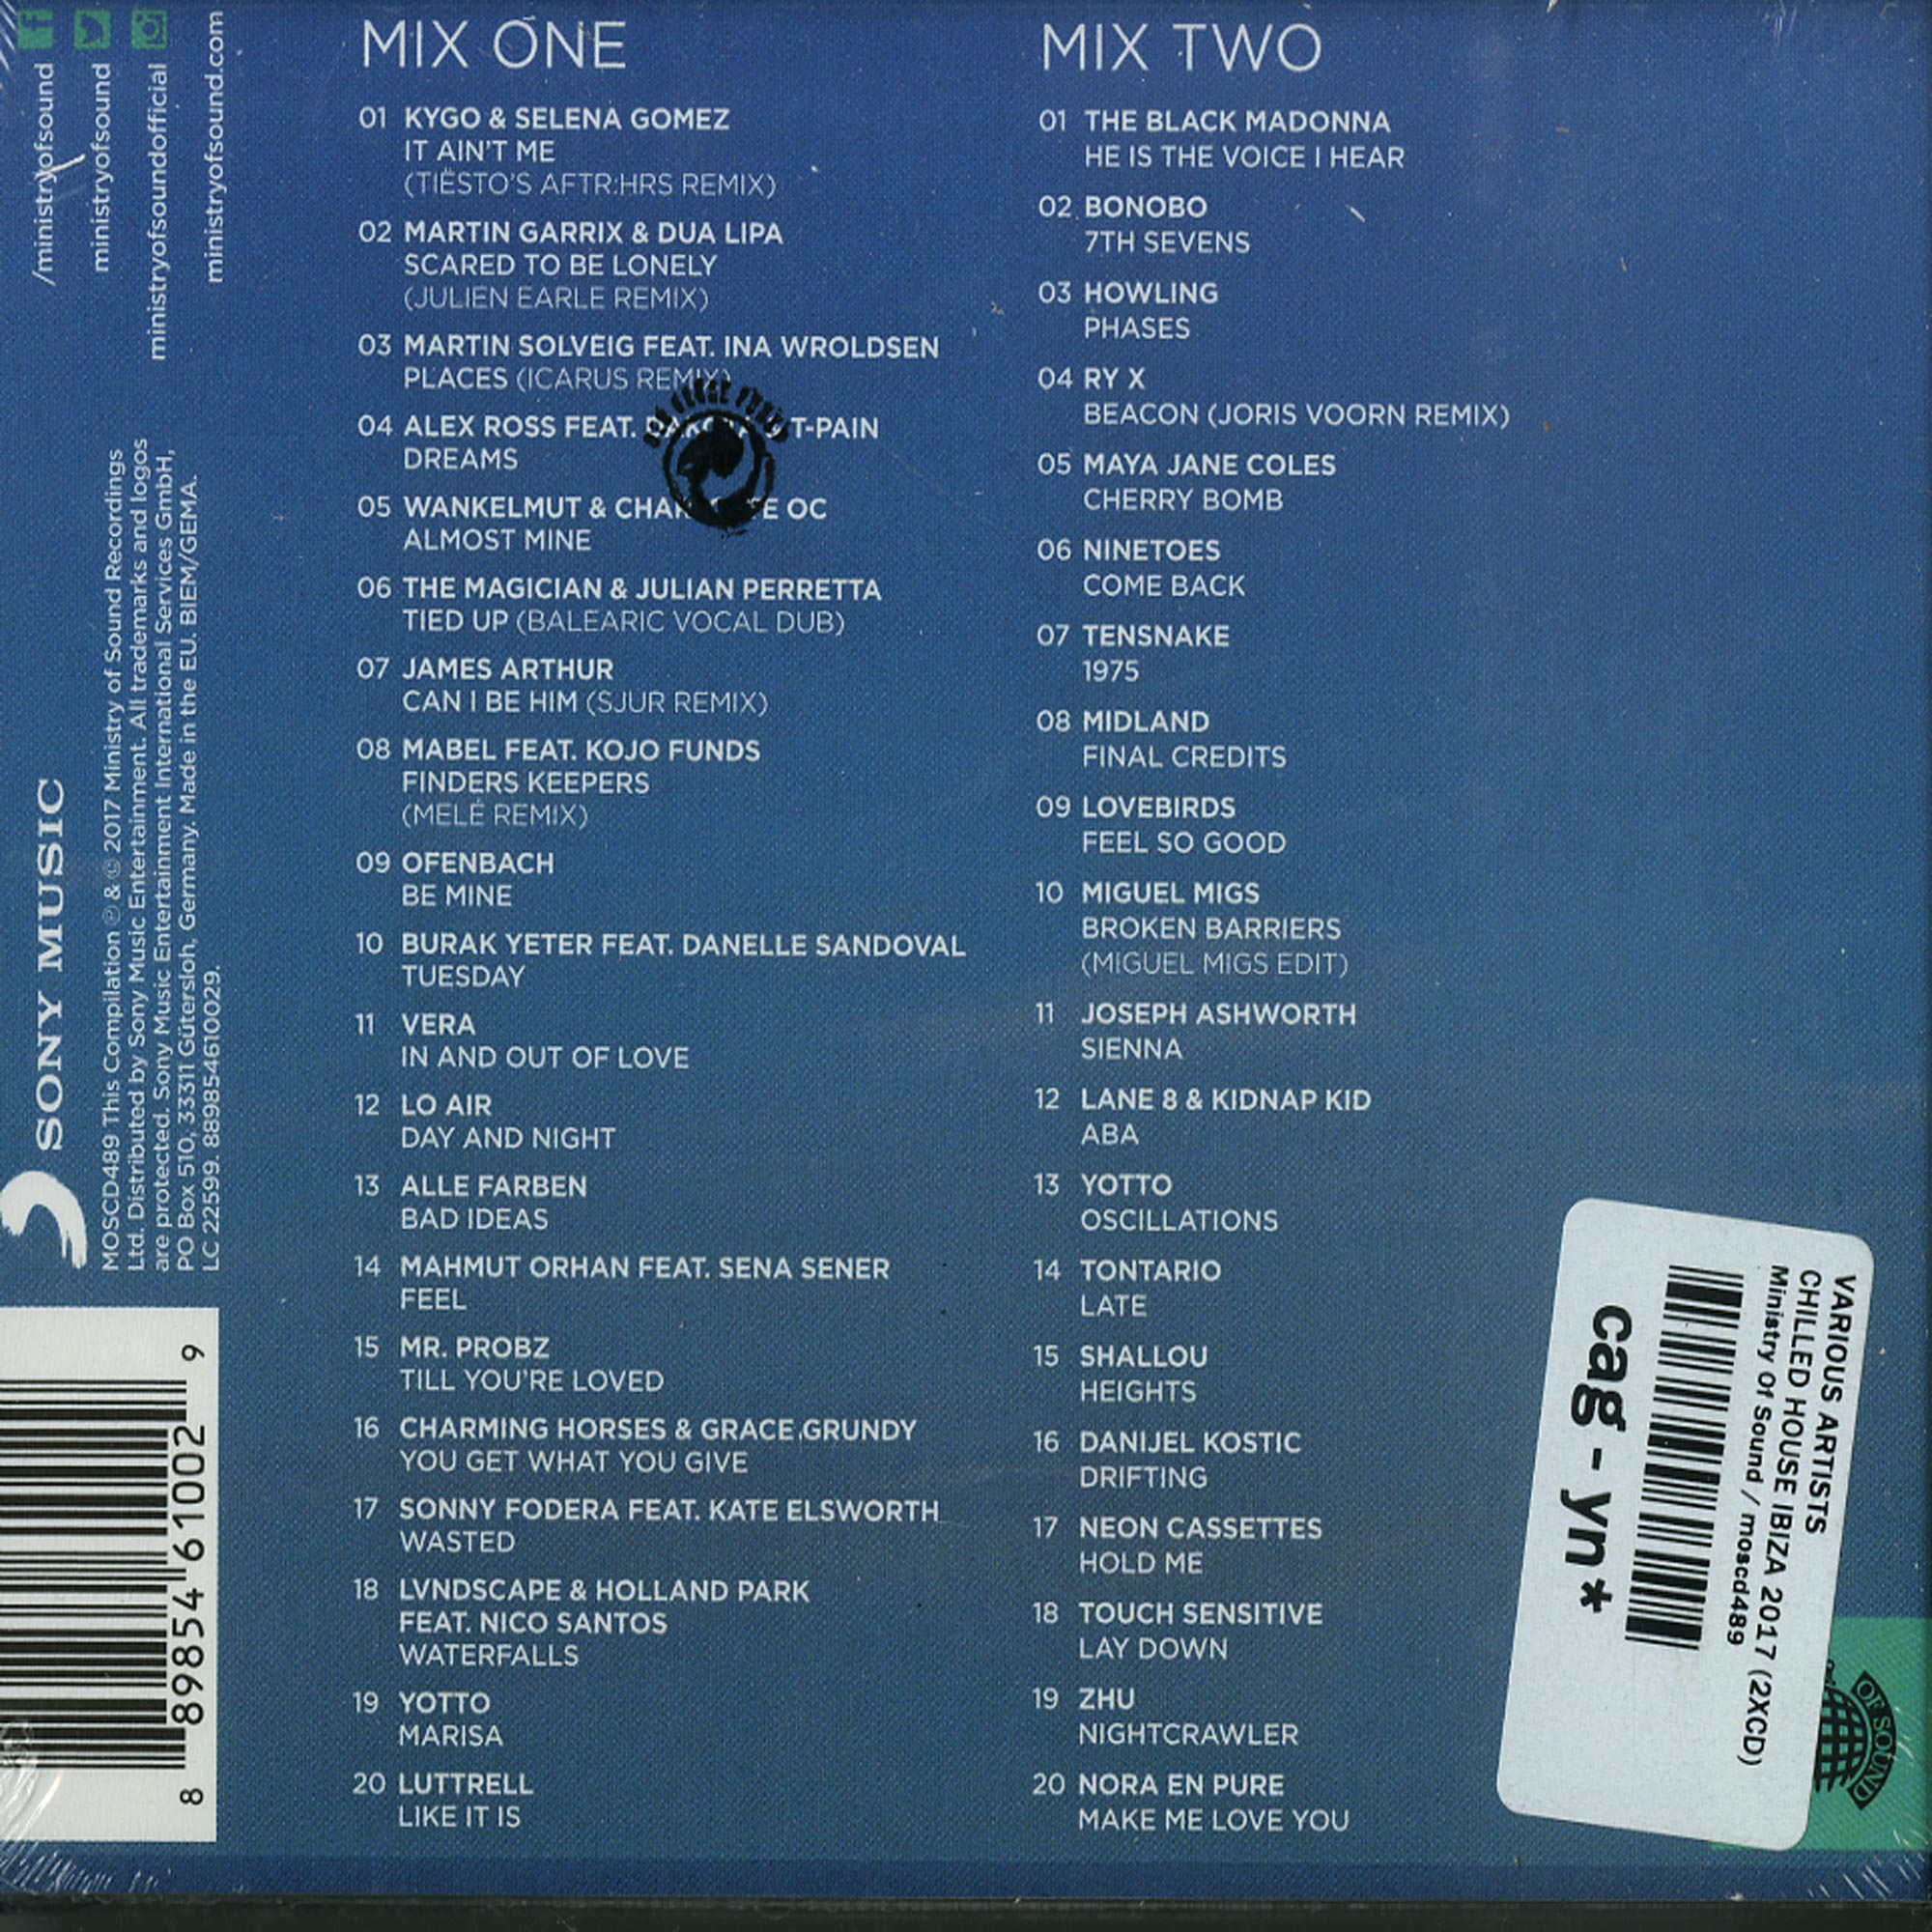 /ministryofsound
ministryofsound
ministryofsoundofficial
ministryofsound.com
SONY MUSIC
MOSCD489 This Compilation ℗ & © 2017 Ministry of Sound Recordings
Ltd. Distributed by Sony Music Entertainment. All trademarks and logos
are protected. Sony Music Entertainment International Services GmbH,
PO Box 510, 33311 Gütersloh, Germany. Made in the EU. BIEM/GEMA.
LC 22599. 889854610029.
8 89854 61002 9
MIX ONE
01 KYGO & SELENA GOMEZ
IT AIN'T ME
(TIËSTO'S AFTR:HRS REMIX)
02 MARTIN GARRIX & DUA LIPA
SCARED TO BE LONELY
(JULIEN EARLE REMIX)
03 MARTIN SOLVEIG FEAT. INA WROLDSEN
PLACES (ICARUS REMIX)
04 ALEX ROSS FEAT. T-PAIN
DREAMS
05 WANKELMUT & OC
ALMOST MINE
06 THE MAGICIAN & JULIAN PERRETTA
TIED UP (BALEARIC VOCAL DUB)
07 JAMES ARTHUR
CAN I BE HIM (SJUR REMIX)
08 MABEL FEAT. KOJO FUNDS
FINDERS KEEPERS
(MELÉ REMIX)
09 OFENBACH
BE MINE
10 BURAK YETER FEAT. DANELLE SANDOVAL
TUESDAY
11 VERA
IN AND OUT OF LOVE
12 LO AIR
DAY AND NIGHT
13 ALLE FARBEN
BAD IDEAS
14 MAHMUT ORHAN FEAT. SENA SENER
FEEL
15 MR. PROBZ
TILL YOU'RE LOVED
16 CHARMING HORSES & GRACE GRUNDY
YOU GET WHAT YOU GIVE
17 SONNY FODERA FEAT. KATE ELSWORTH
WASTED
18 LVNDSCAPE & HOLLAND PARK
FEAT. NICO SANTOS
WATERFALLS
19 YOTTO
MARISA
20 LUTTRELL
LIKE IT IS
MIX TWO
01 THE BLACK MADONNA
HE IS THE VOICE I HEAR
02 BONOBO
7TH SEVENS
03 HOWLING
PHASES
04 RY X
BEACON (JORIS VOORN REMIX)
05 MAYA JANE COLES
CHERRY BOMB
06 NINETOES
COME BACK
07 TENSNAKE
1975
08 MIDLAND
FINAL CREDITS
09 LOVEBIRDS
FEEL SO GOOD
10 MIGUEL MIGS
BROKEN BARRIERS
(MIGUEL MIGS EDIT)
11 JOSEPH ASHWORTH
SIENNA
12 LANE 8 & KIDNAP KID
ABA
13 YOTTO
OSCILLATIONS
14 TONTARIO
LATE
15 SHALLOU
HEIGHTS
16 DANIJEL KOSTIC
DRIFTING
17 NEON CASSETTES
HOLD ME
18 TOUCH SENSITIVE
LAY DOWN
19 ZHU
NIGHTCRAWLER
20 NORA EN PURE
MAKE ME LOVE YOU
VARIOUS ARTISTS
CHILLED HOUSE IBIZA 2017 (2XCD)
Ministry Of Sound / moscd489
cag - yn*
OF SOUND